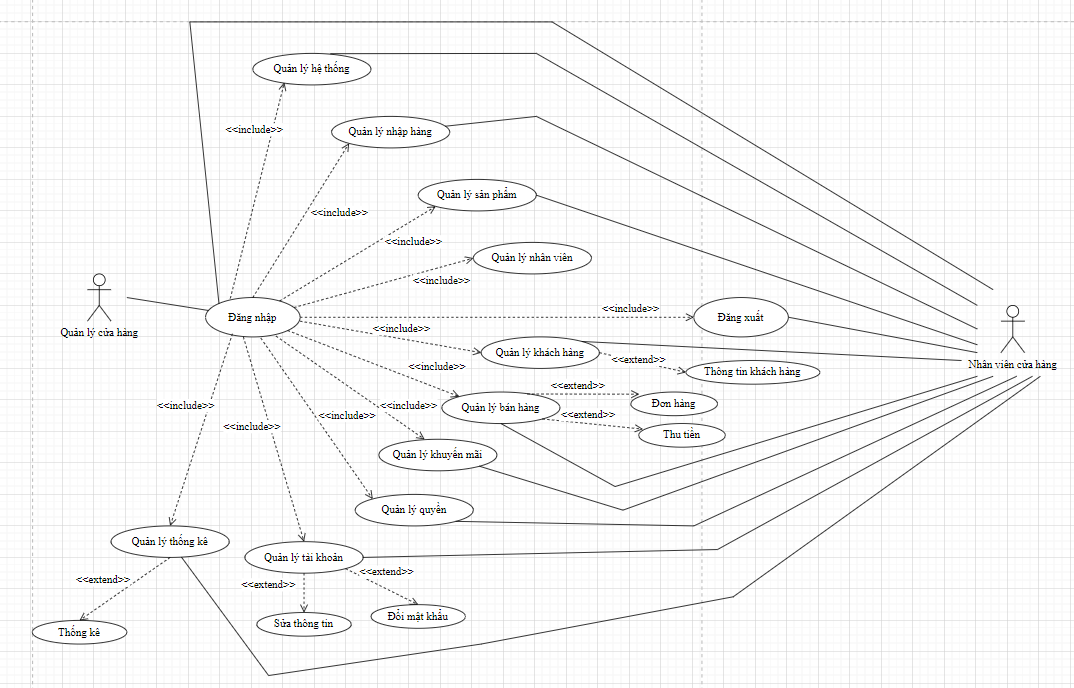 Quản lý hệ thống
<<include>>
Quản lý nhập hàng
Quản lý sản phẩm
<<include>>
<<include>>
Quản lý nhân viên
<<include>>
Quản lý cửa hàng
Đăng nhập
<<include>>
Đăng xuất
<<include>>
Quản lý khách hàng
<<extend>>
Nhân viên cửa hàng
<<include>>
Thông tin khách hàng
<<extend>>
<<include>>
<<include>>
Quản lý bán hàng
Đơn hàng
<<include>>
<<extend>>
<<include>>
Thu tiền
Quản lý khuyến mãi
Quản lý quyền
Quản lý thống kê
Quản lý tài khoản
<<extend>>
<<extend>>
<<extend>>
Đổi mật khẩu
Sửa thông tin
Thống kê